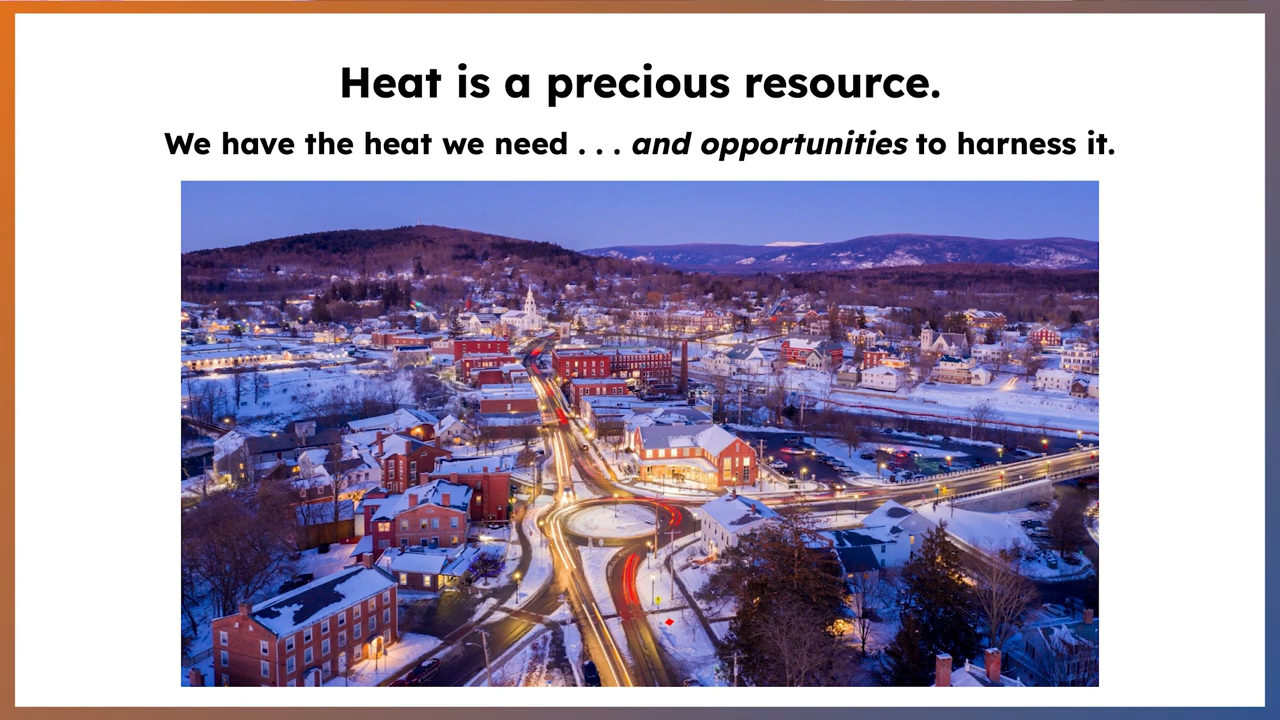 Heat is a precious resource.
We have the heat we need . . . and opportunities to harness it.